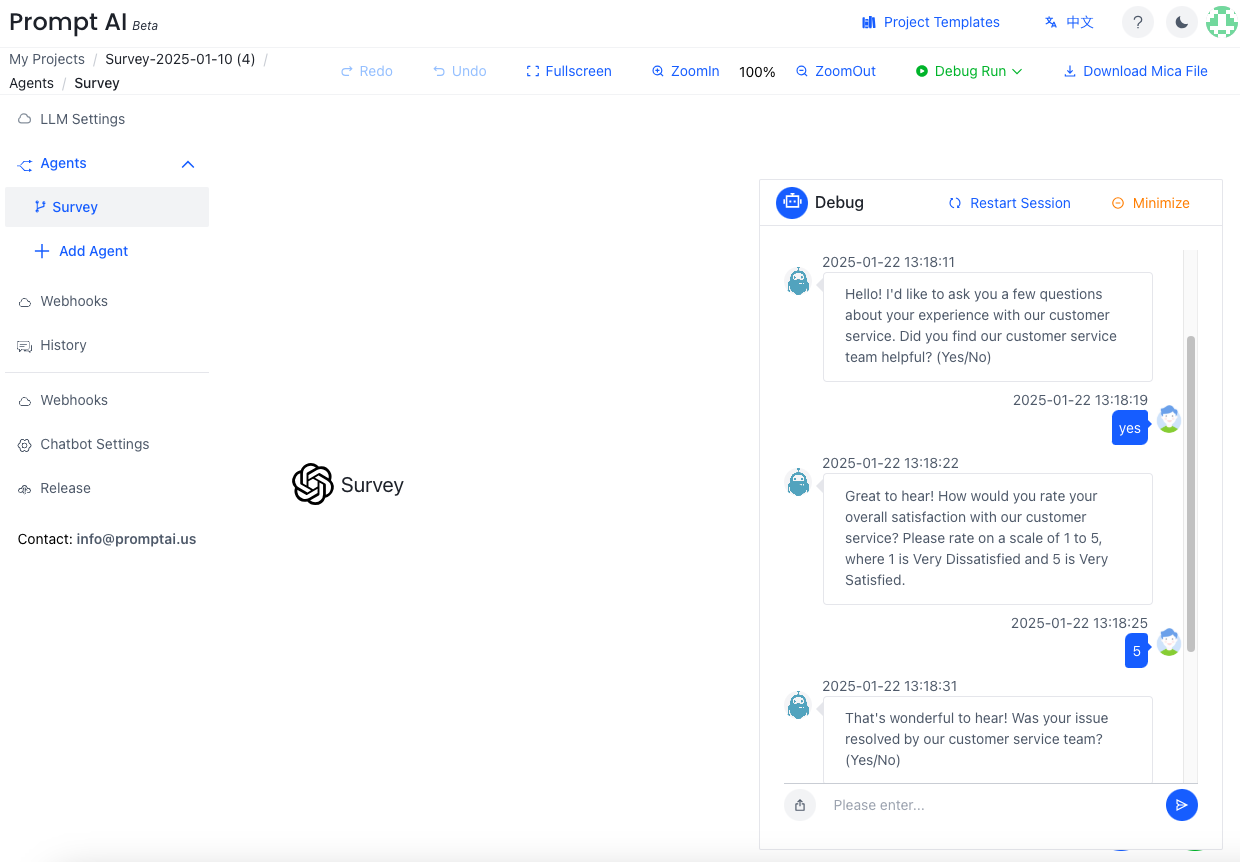 Prompt AI Beta
Project Templates
中文
?
My Projects / Survey-2025-01-10 (4) /
Agents / Survey
Redo
Undo
Fullscreen
ZoomIn
100%
ZoomOut
Debug Run
Download Mica File
LLM Settings
Agents
Survey
Add Agent
Webhooks
History
Webhooks
Chatbot Settings
Release
Contact: info@promptai.us
Survey
Debug
Restart Session
Minimize
2025-01-22 13:18:11
Hello! I'd like to ask you a few questions
about your experience with our customer
service. Did you find our customer service
team helpful? (Yes/No)
2025-01-22 13:18:19
yes
2025-01-22 13:18:22
Great to hear! How would you rate your
overall satisfaction with our customer
service? Please rate on a scale of 1 to 5,
where 1 is Very Dissatisfied and 5 is Very
Satisfied.
2025-01-22 13:18:25
5
2025-01-22 13:18:31
That's wonderful to hear! Was your issue
resolved by our customer service team?
(Yes/No)
Please enter...